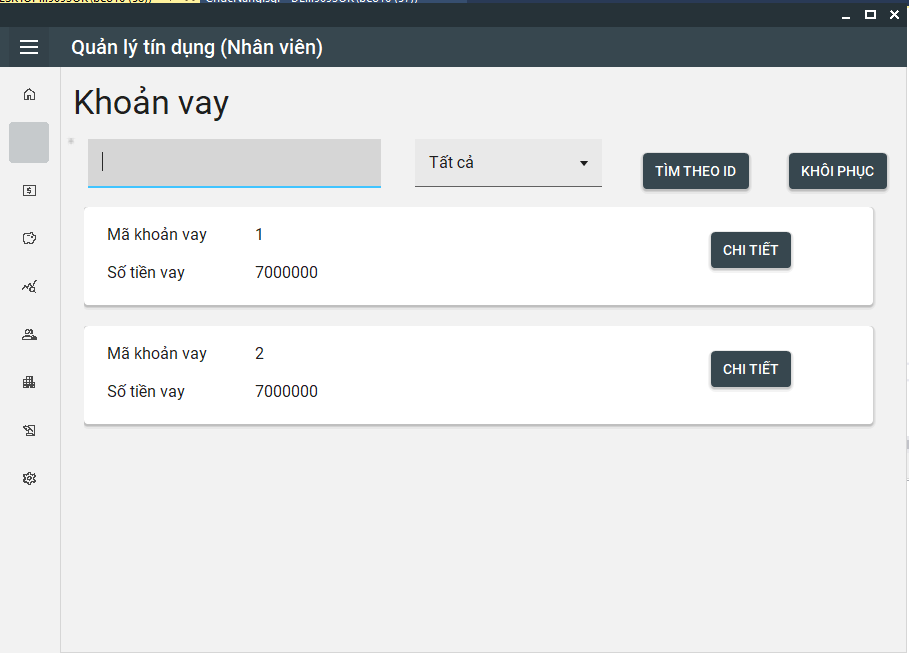 Quản lý tín dụng (Nhân viên)
Khoản vay
Tất cả
TÌM THEO ID
KHÔI PHỤC
Mã khoản vay 1
Số tiền vay 7000000
CHI TIẾT
Mã khoản vay 2
Số tiền vay 7000000
CHI TIẾT